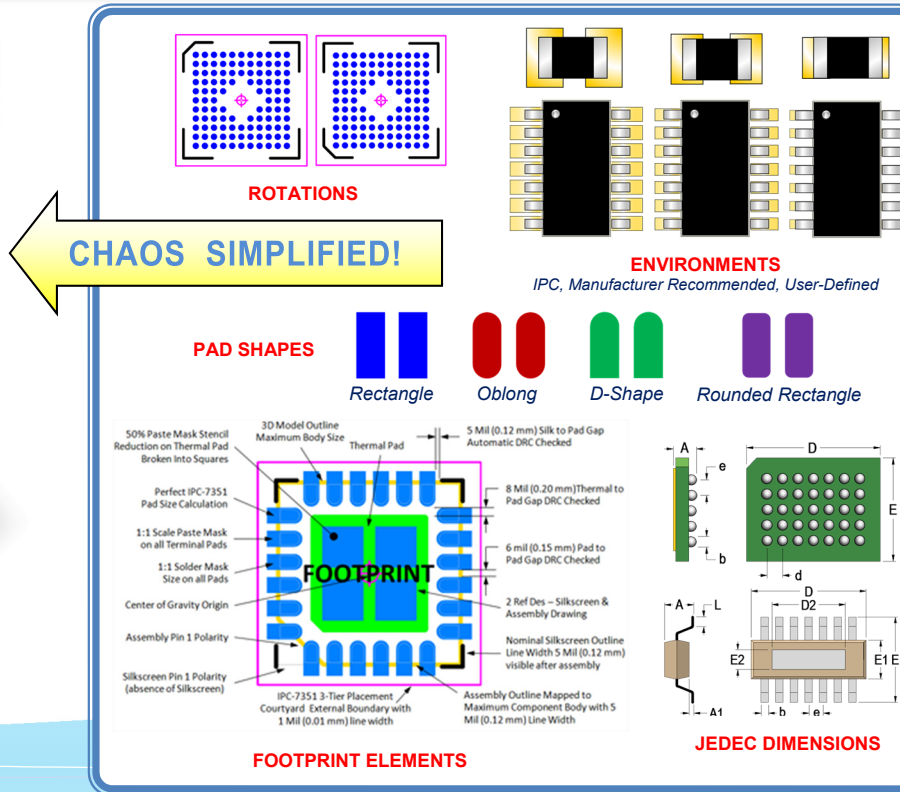 ROTATIONS
CHAOS SIMPLIFIED!
ENVIRONMENTS
IPC, Manufacturer Recommended, User-Defined
PAD SHAPES
Rectangle
Oblong
D-Shape
Rounded Rectangle
50% Paste Mask Stencil
Reduction on Thermal Pad
Broken Into Squares
3D Model Outline
Maximum Body Size
Thermal Pad
5 Mil (0.12 mm) Silk to Pad Gap
Automatic DRC Checked
Perfect IPC-7351
Pad Size Calculation
8 Mil (0.20 mm)Thermal to
Pad Gap DRC Checked
1:1 Scale Paste Mask
on all Terminal Pads
6 mil (0.15 mm) Pad to
Pad Gap DRC Checked
1:1 Solder Mask
Size on all Pads
FOOTPRINT
Center of Gravity Origin
2 Ref Des – Silkscreen &
Assembly Drawing
Assembly Pin 1 Polarity
Nominal Silkscreen Outline
Line Width 5 Mil (0.12 mm)
visible after assembly
Silkscreen Pin 1 Polarity
(absence of Silkscreen)
IPC-7351 3-Tier Placement
Courtyard External Boundary with
1 Mil (0.01 mm) line width
Assembly Outline Mapped to
Maximum Component Body with 5
Mil (0.12 mm) Line Width
FOOTPRINT ELEMENTS
A
e
b
D
E
d
A
L
A1
D
D2
E2
E1
E
b
e
JEDEC DIMENSIONS